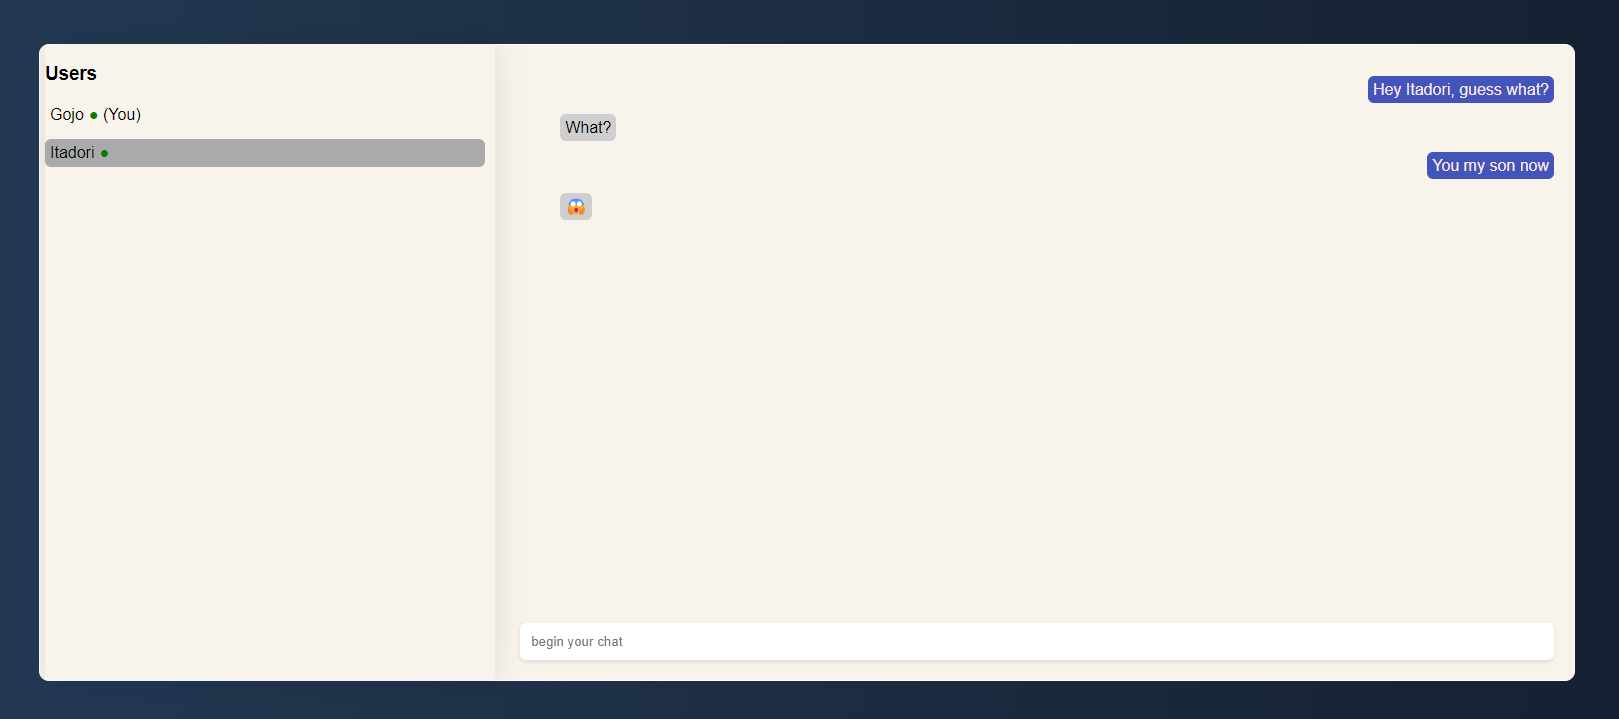 Users
Gojo ● (You)
Itadori ●
Hey Itadori, guess what?
What?
You my son now
😱
begin your chat